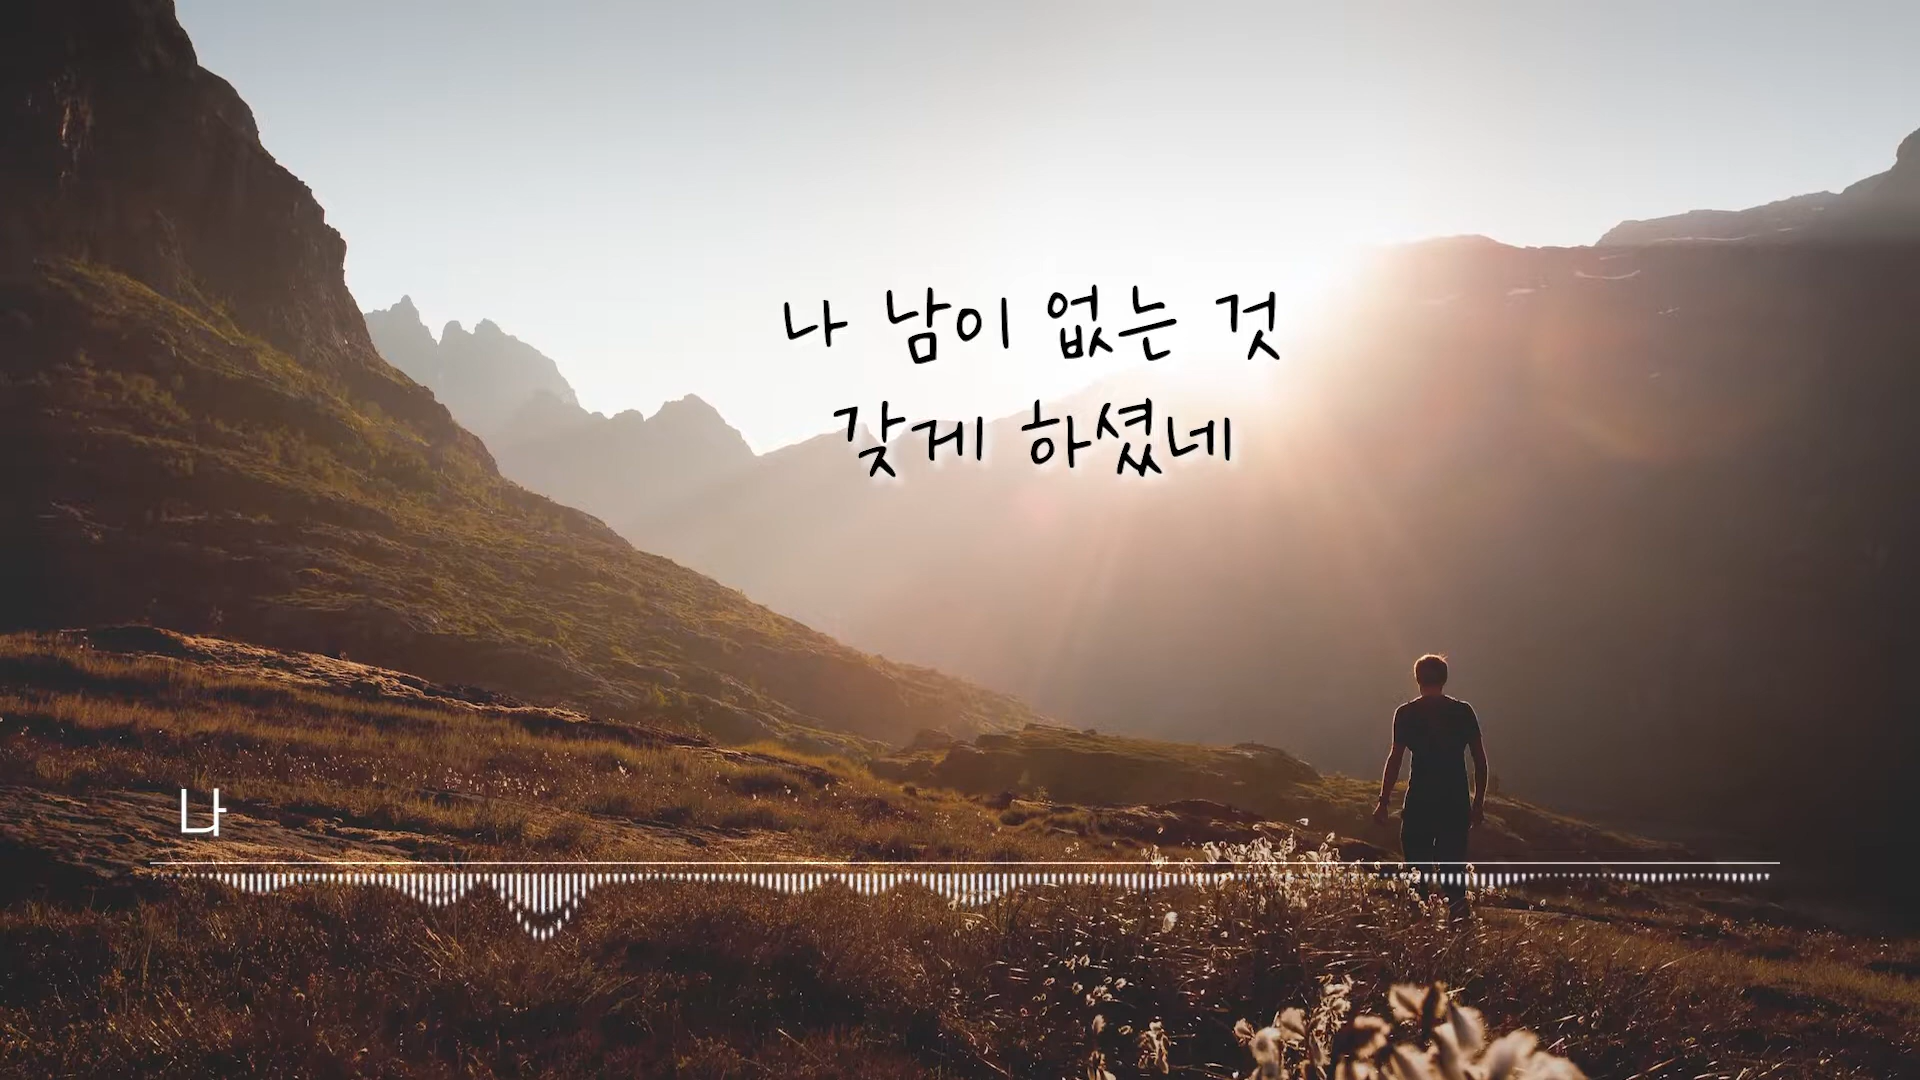 나 남이 없는 것
갖게 하셨네
나